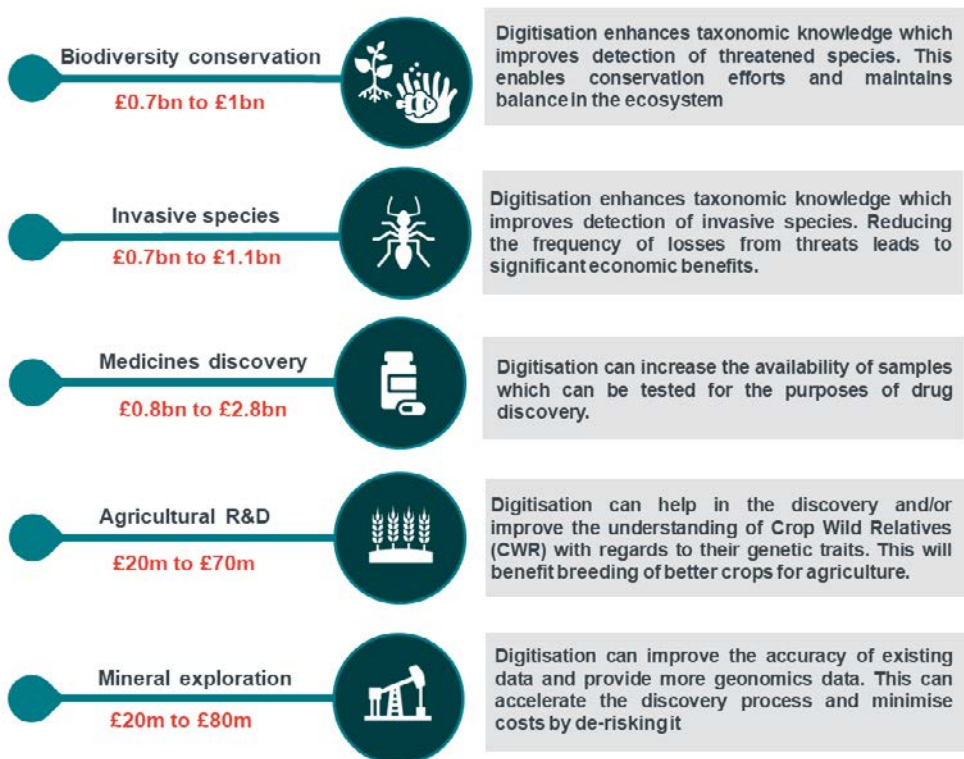 Biodiversity conservation
£0.7bn to £1bn
Digitisation enhances taxonomic knowledge which
improves detection of threatened species. This
enables conservation efforts and maintains
balance in the ecosystem
Invasive species
£0.7bn to £1.1bn
Digitisation enhances taxonomic knowledge which
improves detection of invasive species. Reducing
the frequency of losses from threats leads to
significant economic benefits.
Medicines discovery
£0.8bn to £2.8bn
Digitisation can increase the availability of samples
which can be tested for the purposes of drug
discovery.
Agricultural R&D
£20m to £70m
Digitisation can help in the discovery and/or
improve the understanding of Crop Wild Relatives
(CWR) with regards to their genetic traits. This will
benefit breeding of better crops for agriculture.
Mineral exploration
£20m to £80m
Digitisation can improve the accuracy of existing
data and provide more geonomics data. This can
accelerate the discovery process and minimise
costs by de-risking it